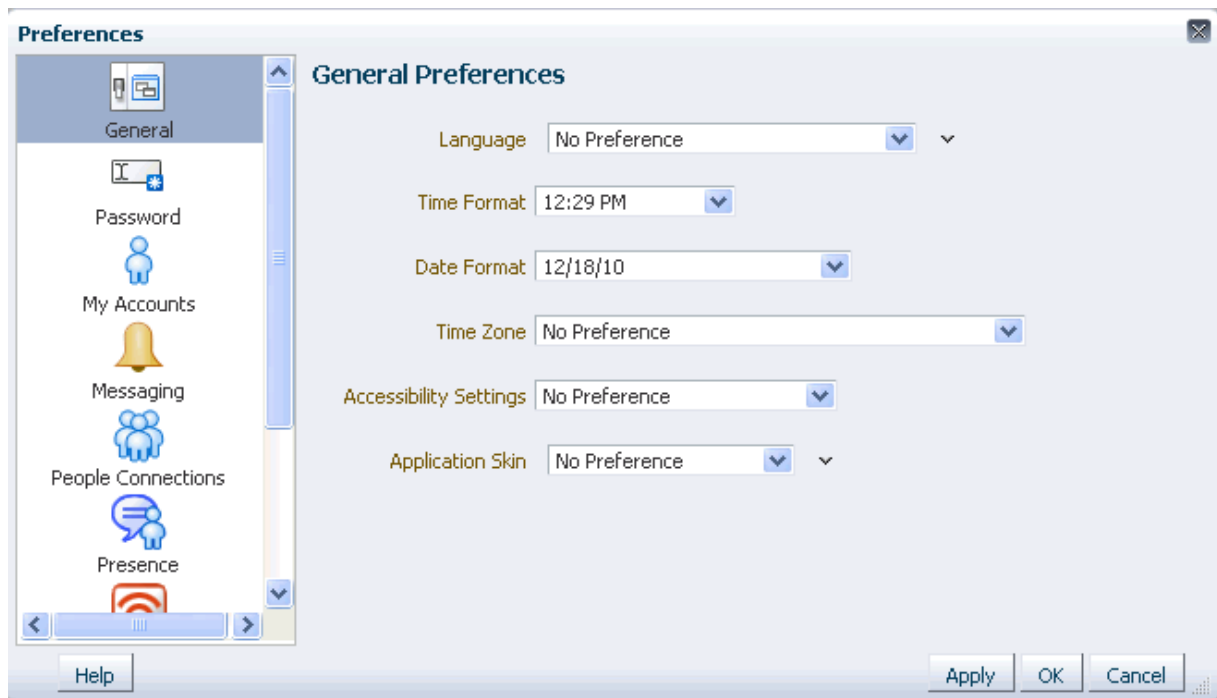 Preferences
General
Password
My Accounts
Messaging
People Connections
Presence
General Preferences
Language No Preference
Time Format 12:29 PM
Date Format 12/18/10
Time Zone No Preference
Accessibility Settings No Preference
Application Skin No Preference
Help Apply OK Cancel